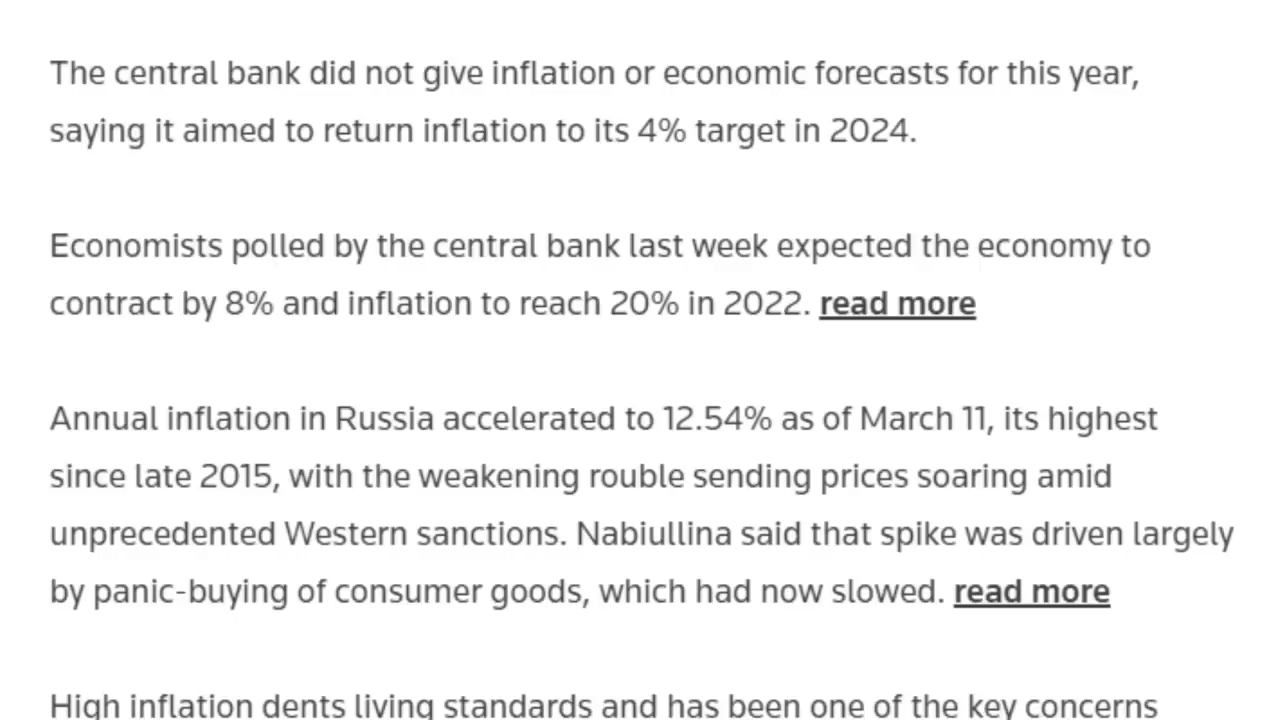 The central bank did not give inflation or economic forecasts for this year,
saying it aimed to return inflation to its 4% target in 2024.
Economists polled by the central bank last week expected the economy to
contract by 8% and inflation to reach 20% in 2022. read more
Annual inflation in Russia accelerated to 12.54% as of March 11, its highest
since late 2015, with the weakening rouble sending prices soaring amid
unprecedented Western sanctions. Nabiullina said that spike was driven largely
by panic-buying of consumer goods, which had now slowed. read more
High inflation dents living standards and has been one of the key concerns